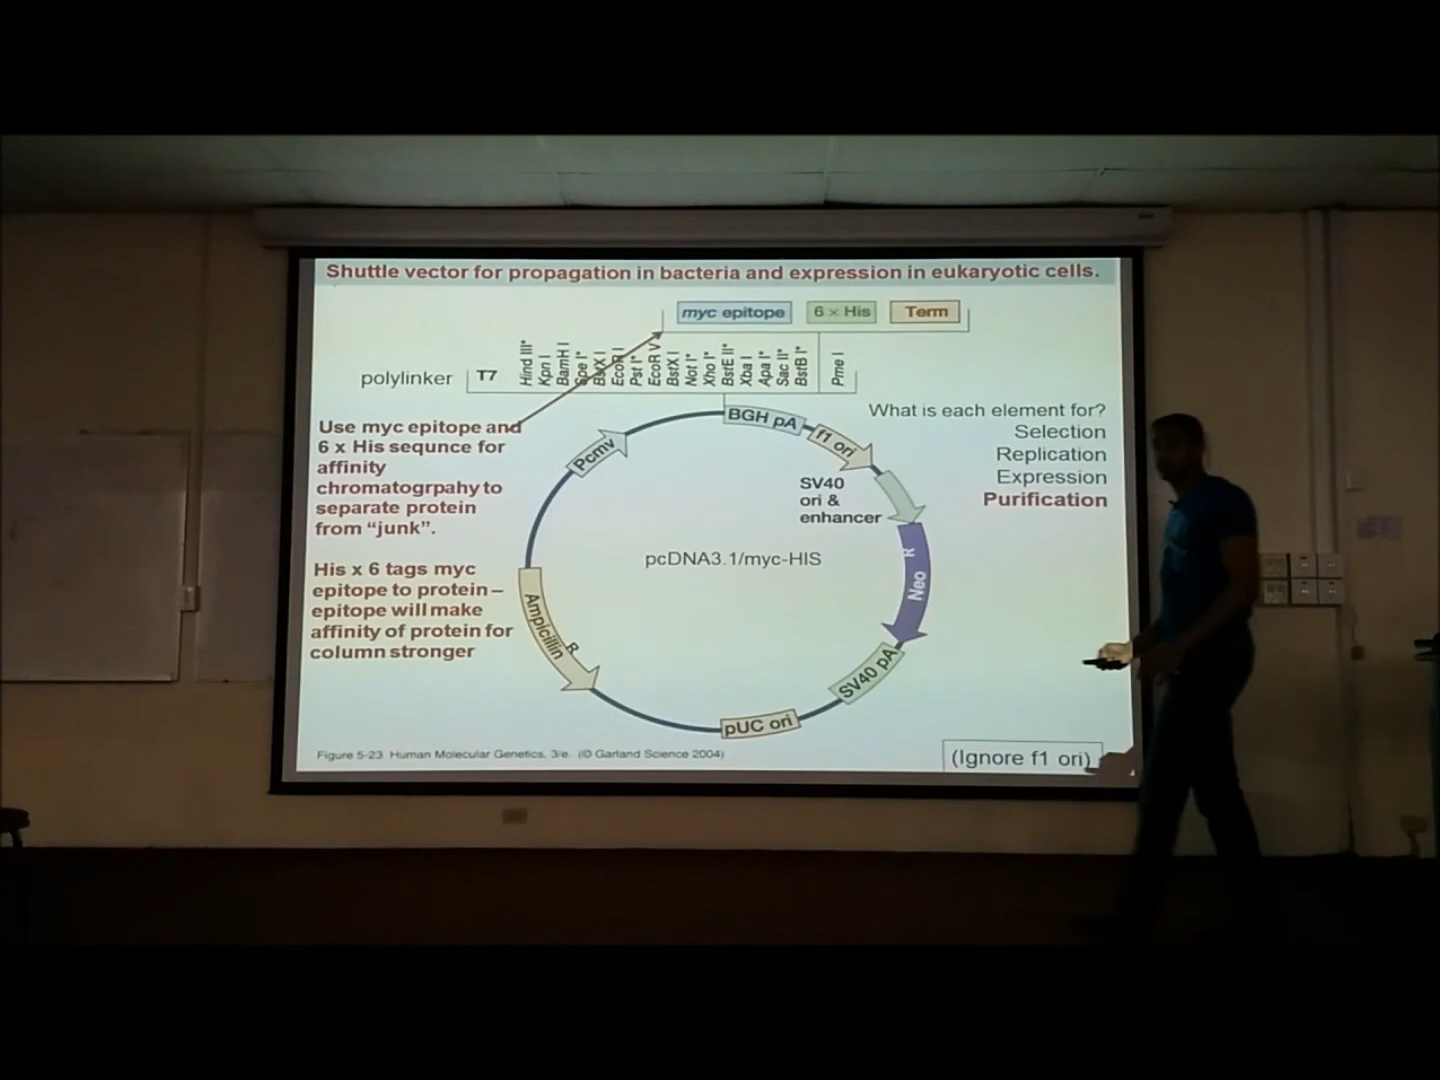 Shuttle vector for propagation in bacteria and expression in eukaryotic cells.
myc epitope
6 × His
Term
polylinker
T7
Hind III*
Kpn I
BamH I
Spe I*
BstX I
EcoR I
Pst I*
EcoR V
BstX I
Not I*
Xho I*
BstE II*
Xba I
Apa I*
Sac II*
BstB I*
Pme I
Use myc epitope and
6 x His sequnce for
affinity
chromatogrpahy to
separate protein
from “junk”.
His x 6 tags myc
epitope to protein –
epitope will make
affinity of protein for
column stronger
What is each element for?
Selection
Replication
Expression
Purification
Pcmv
BGH pA
f1 ori
SV40
ori &
enhancer
Neo R
SV40 pA
pUC ori
Ampicillin R
pcDNA3.1/myc-HIS
Figure 5-23 Human Molecular Genetics, 3/e. (© Garland Science 2004)
(Ignore f1 ori)